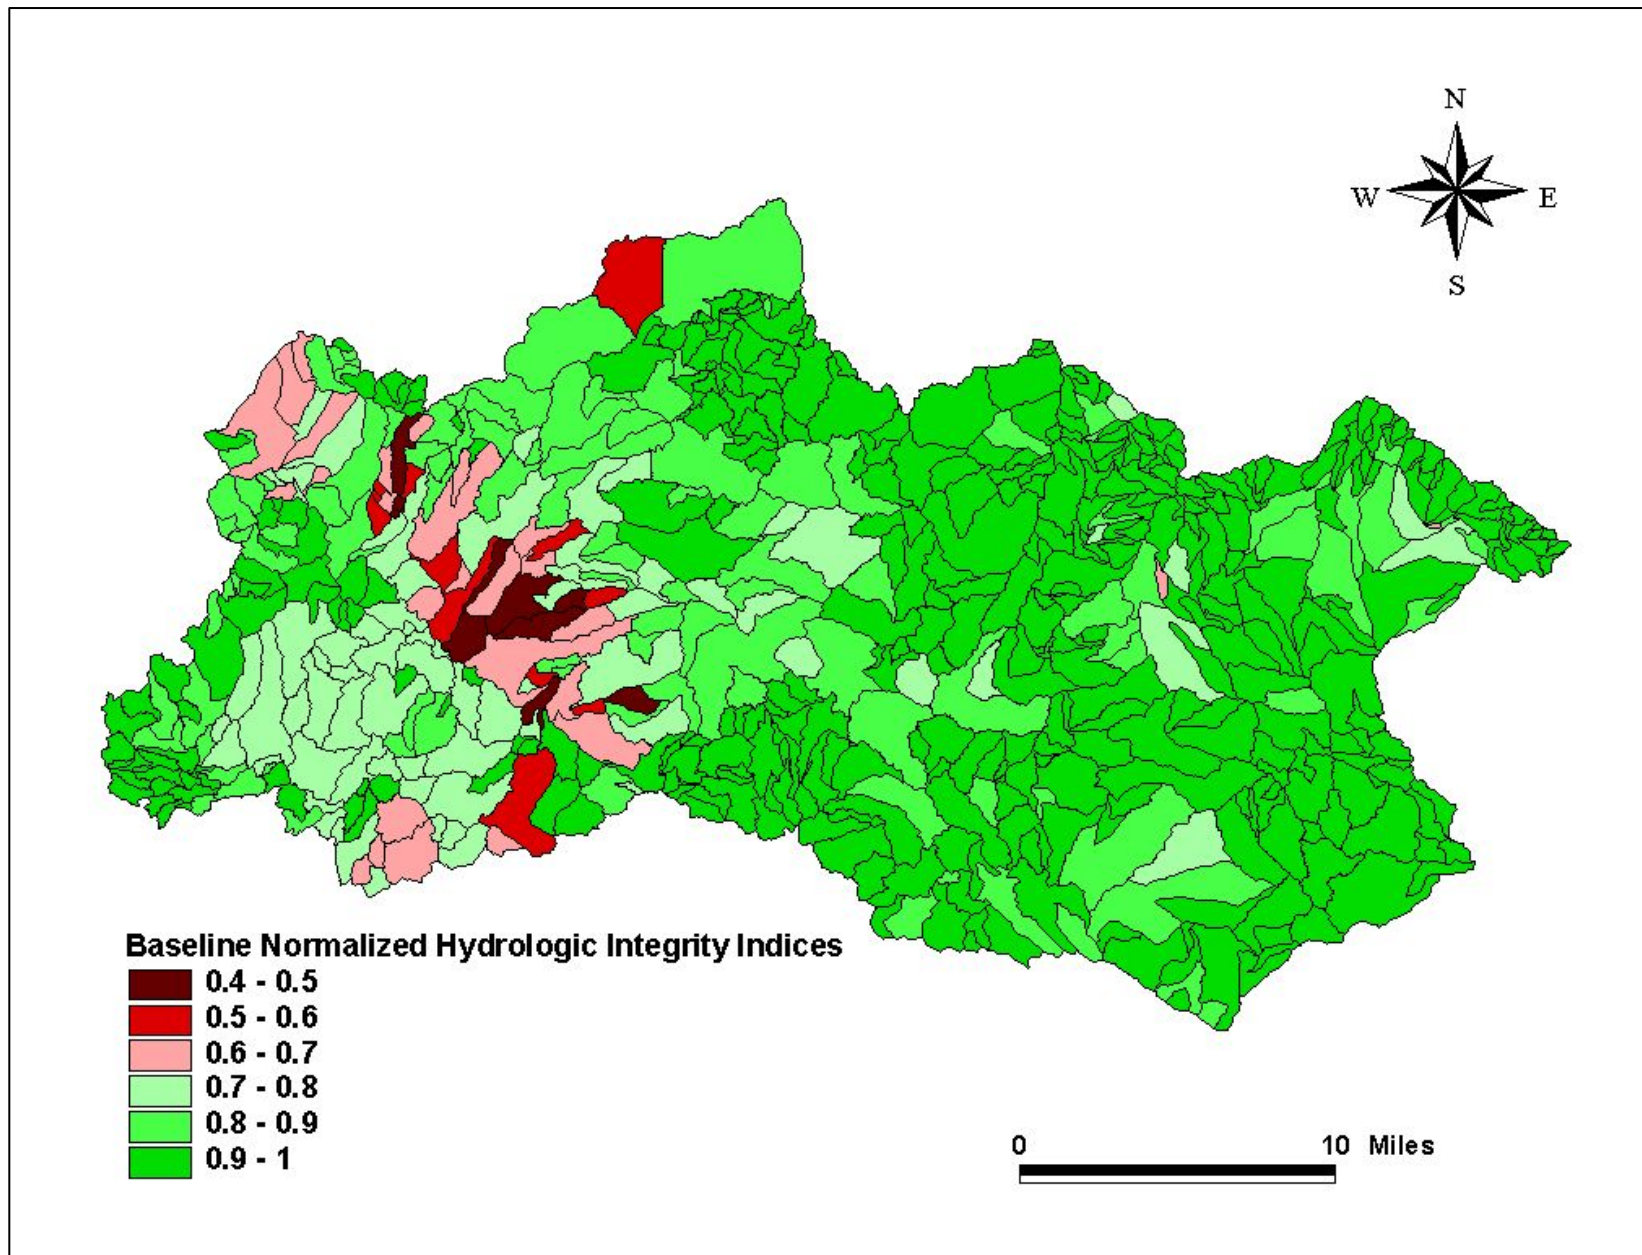 N
W E
S
Baseline Normalized Hydrologic Integrity Indices
0.4 - 0.5
0.5 - 0.6
0.6 - 0.7
0.7 - 0.8
0.8 - 0.9
0.9 - 1
0 10 Miles